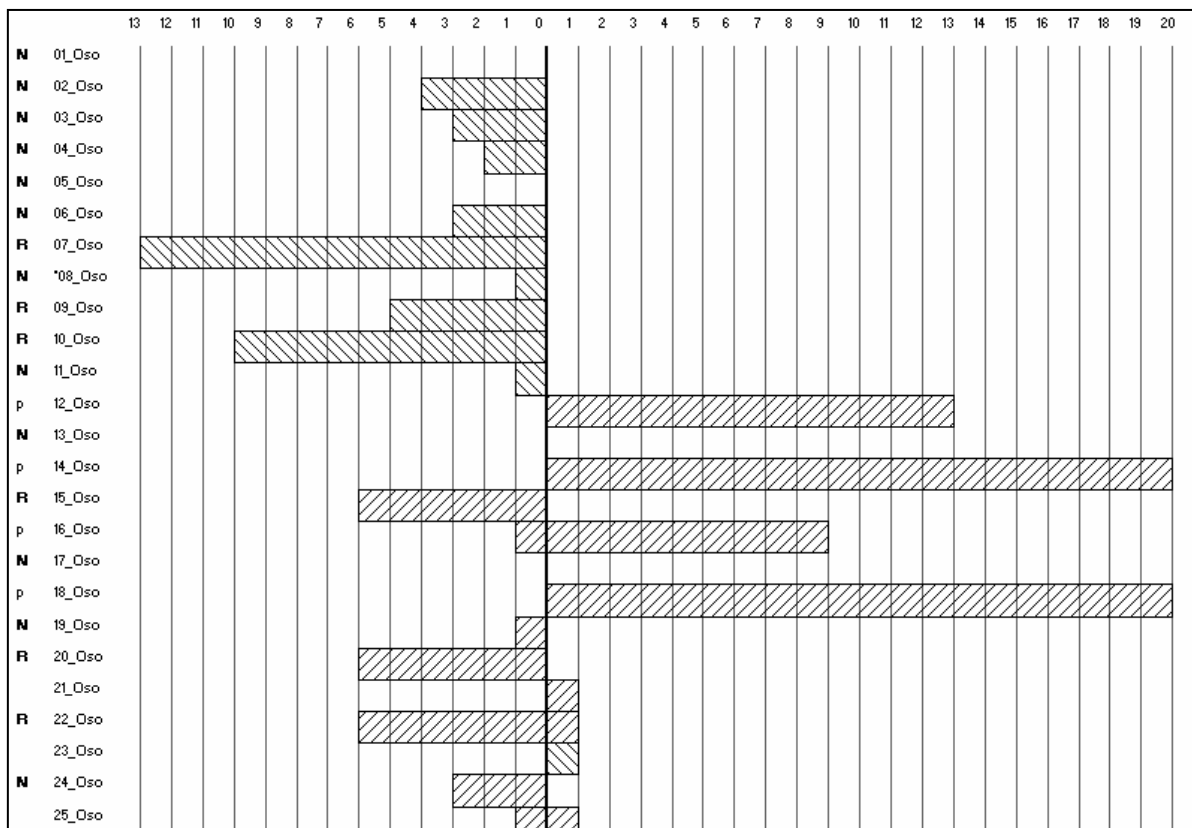 13 12 11 10 9 8 7 6 5 4 3 2 1 0 1 2 3 4 5 6 7 8 9 10 11 12 13 14 15 16 17 18 19 20
N 01_Oso
N 02_Oso
N 03_Oso
N 04_Oso
N 05_Oso
N 06_Oso
R 07_Oso
N *08_Oso
R 09_Oso
R 10_Oso
N 11_Oso
p 12_Oso
N 13_Oso
p 14_Oso
R 15_Oso
p 16_Oso
N 17_Oso
p 18_Oso
N 19_Oso
R 20_Oso
21_Oso
R 22_Oso
23_Oso
N 24_Oso
25_Oso